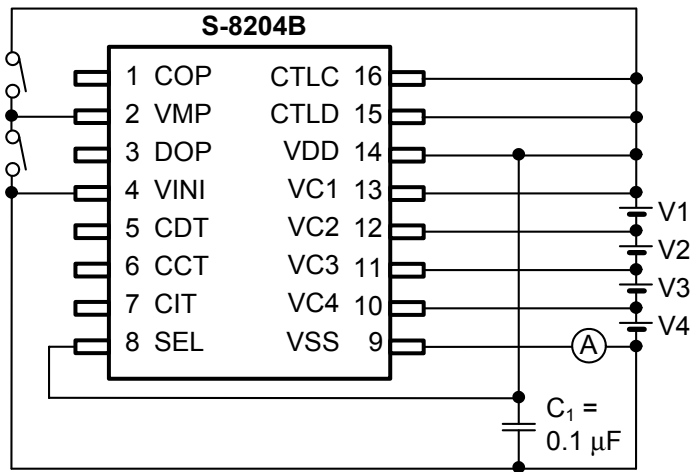 S-8204B
1 COP CTLC 16
2 VMP CTLD 15
3 DOP VDD 14
4 VINI VC1 13
5 CDT VC2 12
6 CCT VC3 11
7 CIT VC4 10
8 SEL VSS 9
V1
V2
V3
V4
A
C₁ =
0.1 µF